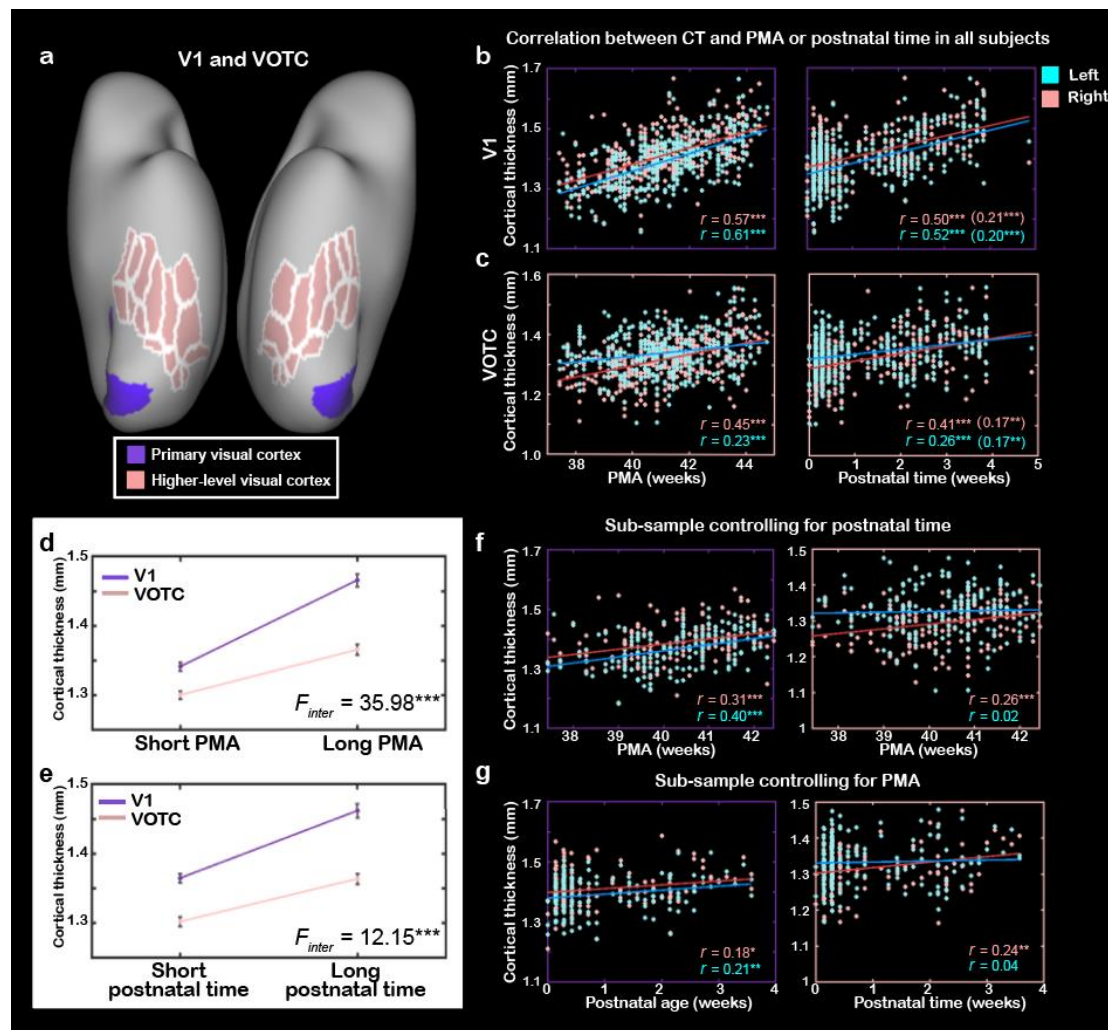 a
V1 and VOTC
Primary visual cortex
Higher-level visual cortex
Correlation between CT and PMA or postnatal time in all subjects
Left
Right
b
V1
Cortical thickness (mm)
1.7
1.5
1.3
1.1
r = 0.57***
r = 0.61***
r = 0.50*** (0.21***)
r = 0.52*** (0.20***)
c
VOTC
Cortical thickness (mm)
1.6
1.4
1.2
1.0
r = 0.45***
r = 0.23***
38 40 42 44
PMA (weeks)
r = 0.41*** (0.17**)
r = 0.26*** (0.17**)
0 1 2 3 4 5
Postnatal time (weeks)
d
Cortical thickness (mm)
1.5
1.4
1.3
V1
VOTC
Finter = 35.98***
Short PMA Long PMA
e
Cortical thickness (mm)
1.5
1.4
1.3
V1
VOTC
Finter = 12.15***
Short postnatal time
Long postnatal time
Sub-sample controlling for postnatal time
f
Cortical thickness (mm)
1.7
1.5
1.3
1.1
r = 0.31***
r = 0.40***
38 39 40 41 42
PMA (weeks)
1.5
1.4
1.3
1.2
1.1
1
r = 0.26***
r = 0.02
38 39 40 41 42
PMA (weeks)
Sub-sample controlling for PMA
g
Cortical thickness (mm)
1.7
1.5
1.3
1.1
r = 0.18*
r = 0.21**
0 1 2 3 4
Postnatal age (weeks)
1.5
1.4
1.3
1.2
1.1
1
r = 0.24**
r = 0.04
0 1 2 3 4
Postnatal time (weeks)